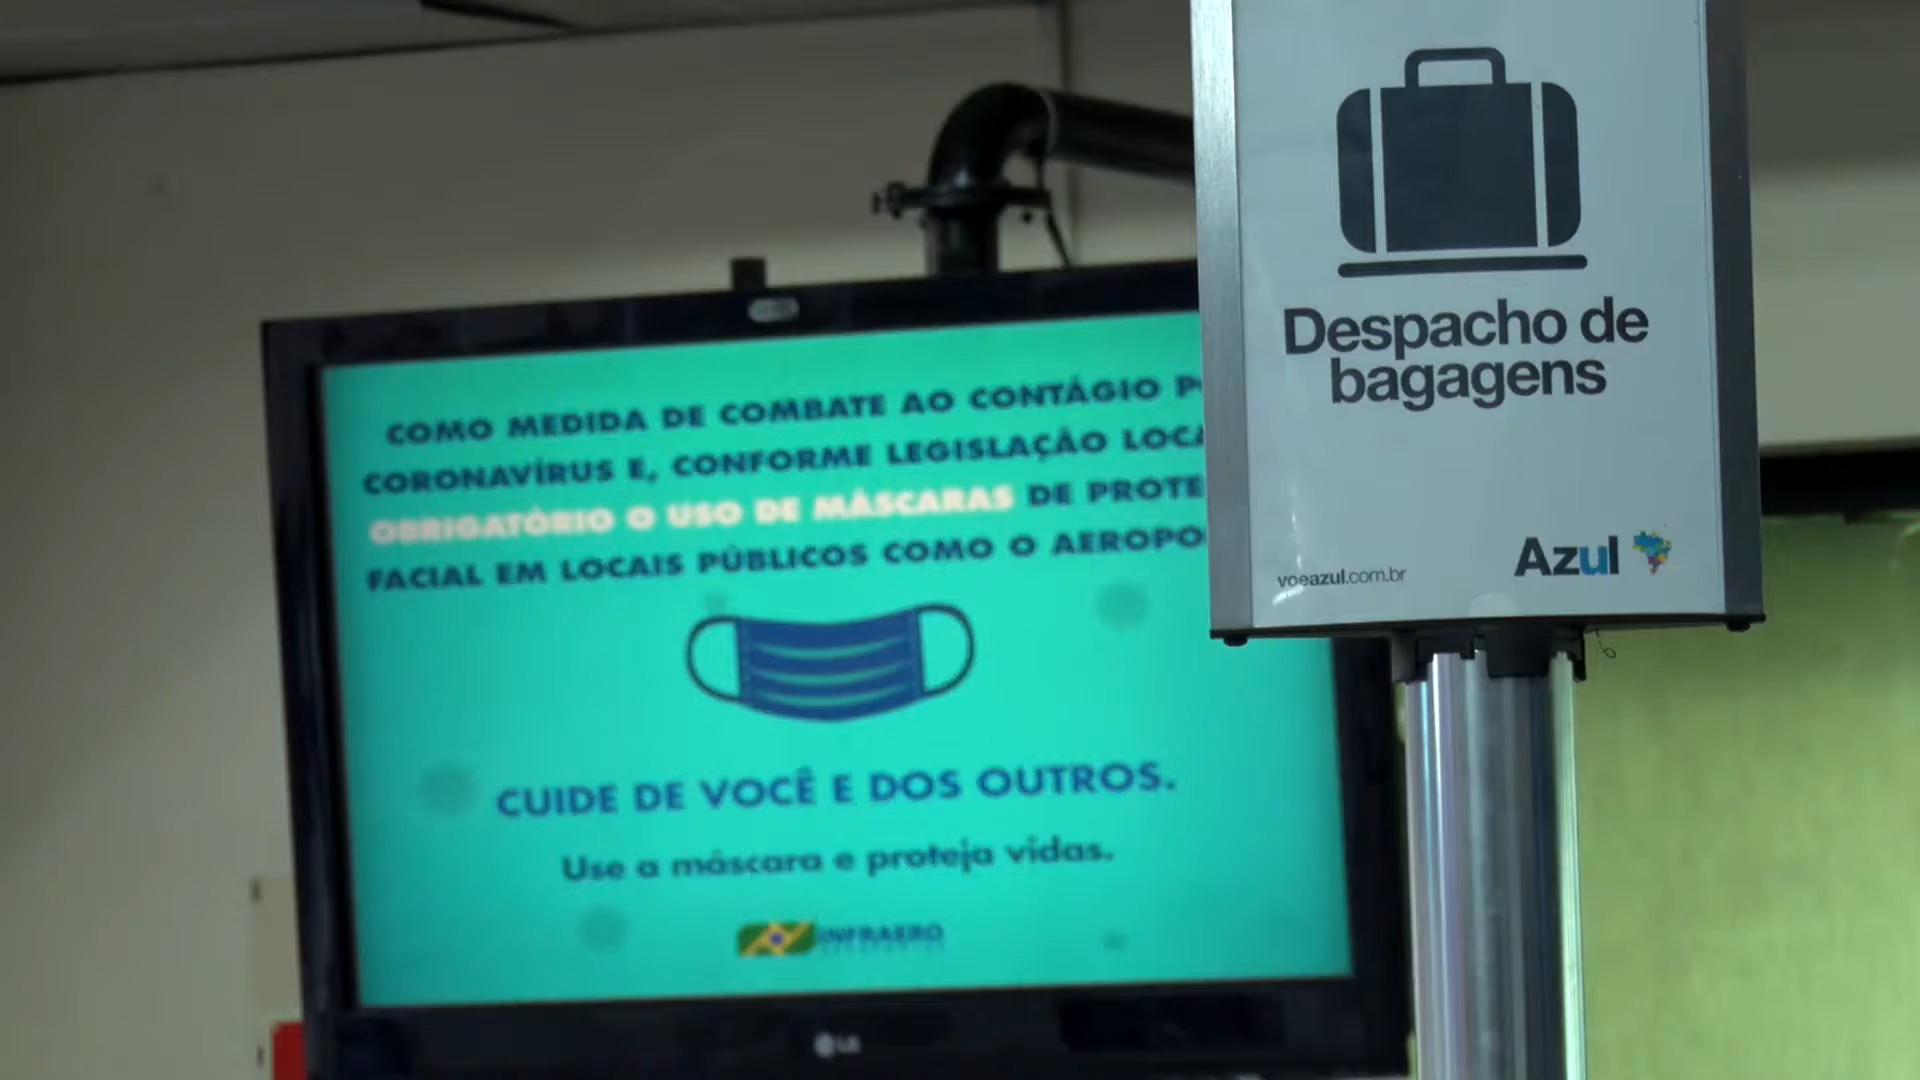 COMO MEDIDA DE COMBATE AO CONTÁGIO
CORONAVÍRUS E, CONFORME LEGISLAÇÃO
OBRIGATÓRIO O USO DE MÁSCARAS DE
FACIAL EM LOCAIS PÚBLICOS COMO O
CUIDE DE VOCÊ E DOS OUTROS.
Use a máscara e proteja vidas.
INFRAERO
LG
Despacho de
bagagens
voeazul.com.br
Azul